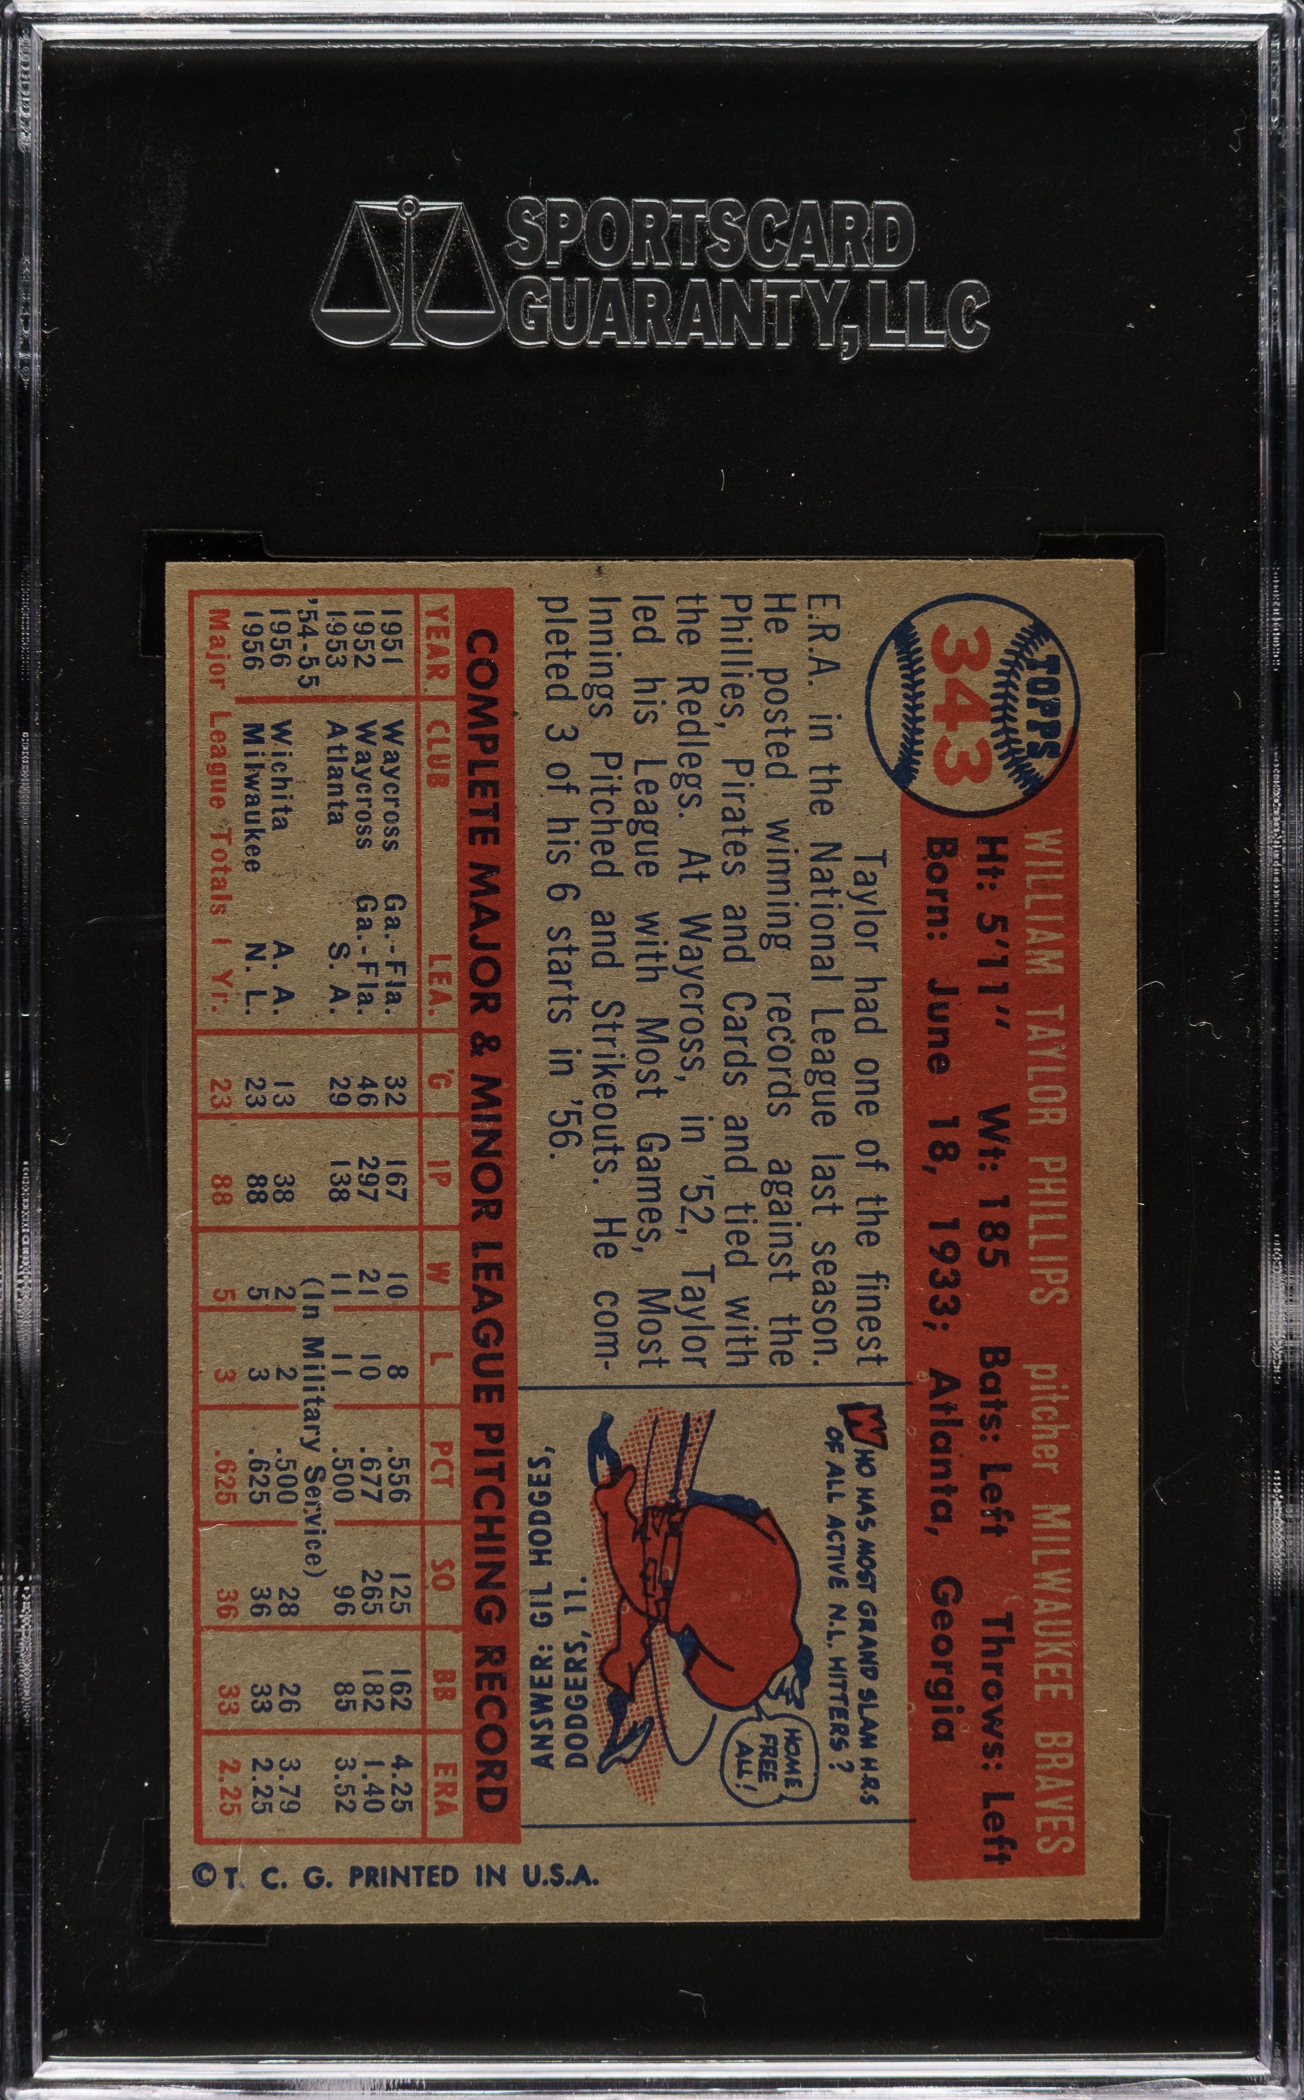 SPORTSCARD
GUARANTY, LLC
TOPPS
343
WILLIAM TAYLOR PHILLIPS pitcher MILWAUKEE BRAVES
Ht: 5'11" Wt: 185 Bats: Left Throws: Left
Born: June 18, 1933; Atlanta, Georgia
Taylor had one of the finest
E.R.A. in the National League last season.
He posted winning records against the
Phillies, Pirates and Cards and tied with
the Redlegs. At Waycross, in '52, Taylor
led his League with Most Games, Most
Innings Pitched and Strikeouts. He com-
pleted 3 of his 6 starts in '56.
WHO HAS MOST GRAND SLAM H.R.S
OF ALL ACTIVE N.L. HITTERS?
HOME
FREE
ALL!
ANSWER: GIL HODGES,
DODGERS, 11.
COMPLETE MAJOR & MINOR LEAGUE PITCHING RECORD
YEAR CLUB LEA. G IP W L PCT SO BB ERA
1951 Waycross Ga.-Fla. 32 167 10 8 .556 125 162 4.25
1952 Waycross Ga.-Fla. 46 297 21 10 .677 265 182 1.40
1953 Atlanta S. A. 29 138 11 11 .500 96 85 3.52
'54-55 (In Military Service)
1956 Wichita A. A. 13 38 2 2 .500 28 26 3.79
1956 Milwaukee N. L. 23 88 5 3 .625 36 33 2.25
Major League Totals 1 Yr. 23 88 5 3 .625 36 33 2.25
© T. C. G. PRINTED IN U.S.A.